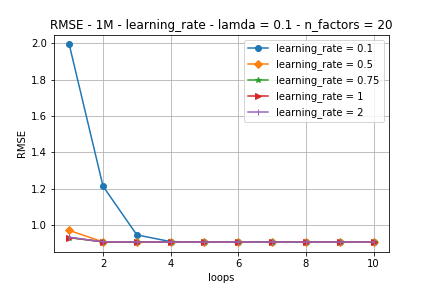 RMSE - 1M - learning_rate - lamda = 0.1 - n_factors = 20
learning_rate = 0.1
learning_rate = 0.5
learning_rate = 0.75
learning_rate = 1
learning_rate = 2
RMSE
2.0
1.8
1.6
1.4
1.2
1.0
2 4 6 8 10
loops